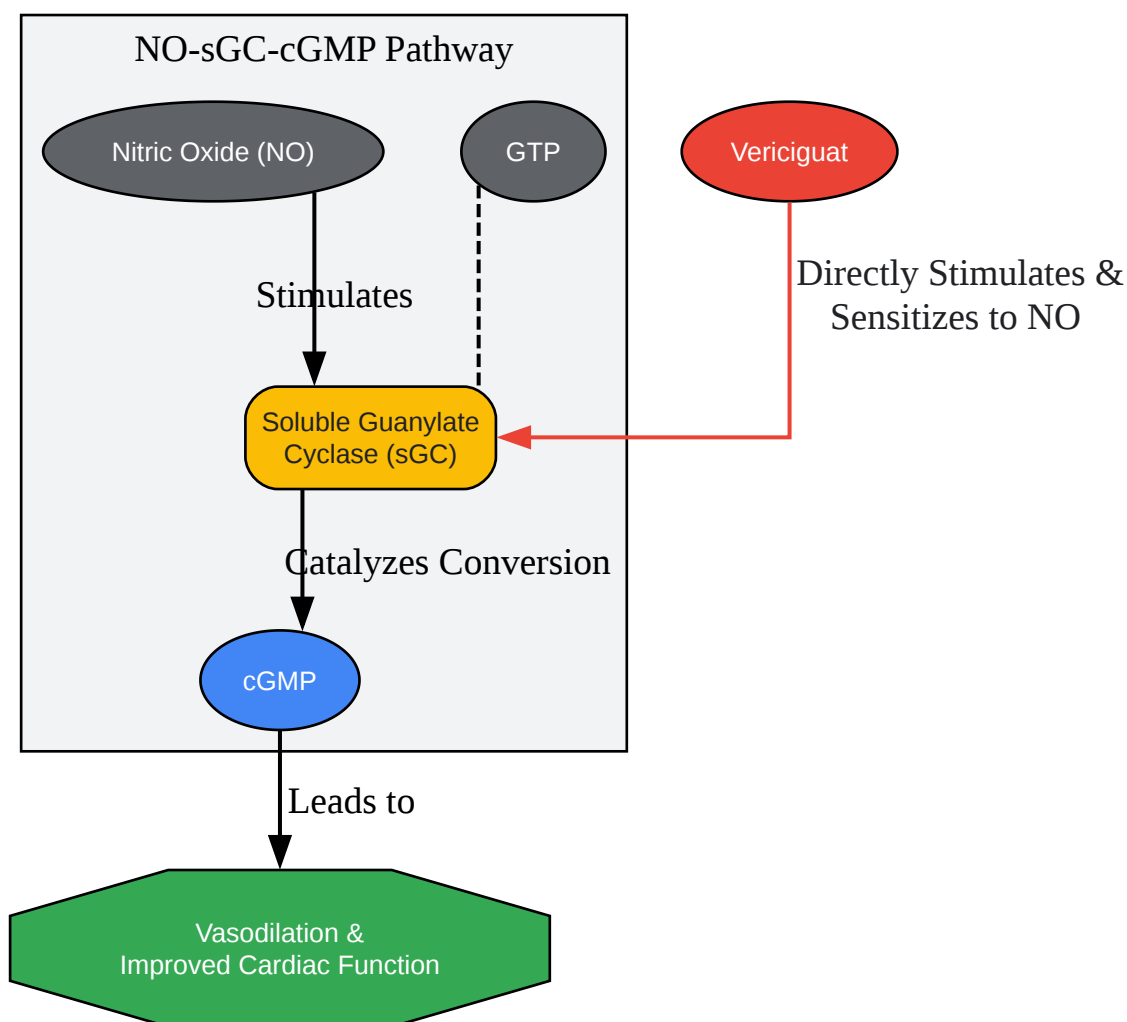 NO-sGC-cGMP Pathway
Nitric Oxide (NO)
GTP
Vericiguat
Directly Stimulates &
Sensitizes to NO
Stimulates
Soluble Guanylate
Cyclase (sGC)
Catalyzes Conversion
cGMP
Leads to
Vasodilation &
Improved Cardiac Function